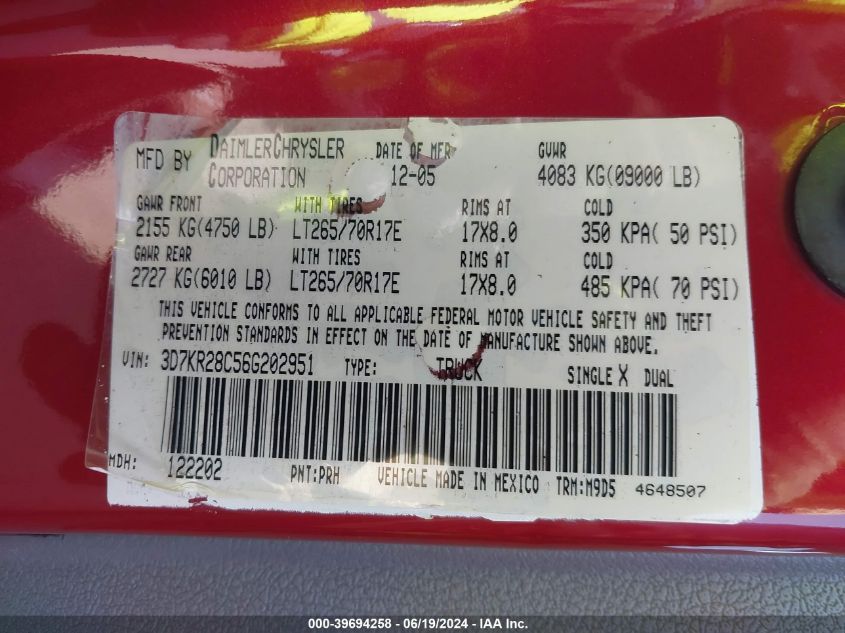 MFD BY DAIMLERCHRYSLER CORPORATION DATE OF MFR 12-05 GVWR 4083 KG(09000 LB)
GAWR FRONT WITH TIRES RIMS AT COLD
2155 KG(4750 LB) LT265/70R17E 17X8.0 350 KPA( 50 PSI)
GAWR REAR WITH TIRES RIMS AT COLD
2727 KG(6010 LB) LT265/70R17E 17X8.0 485 KPA( 70 PSI)
THIS VEHICLE CONFORMS TO ALL APPLICABLE FEDERAL MOTOR VEHICLE SAFETY AND THEFT
PREVENTION STANDARDS IN EFFECT ON THE DATE OF MANUFACTURE SHOWN ABOVE.
VIN: 3D7KR28C56G202951 TYPE: TRUCK SINGLE X DUAL
MDH: 122202 PNT:PRH VEHICLE MADE IN MEXICO TRM:M9D5 4648507
000-39694258 - 06/19/2024 - IAA Inc.